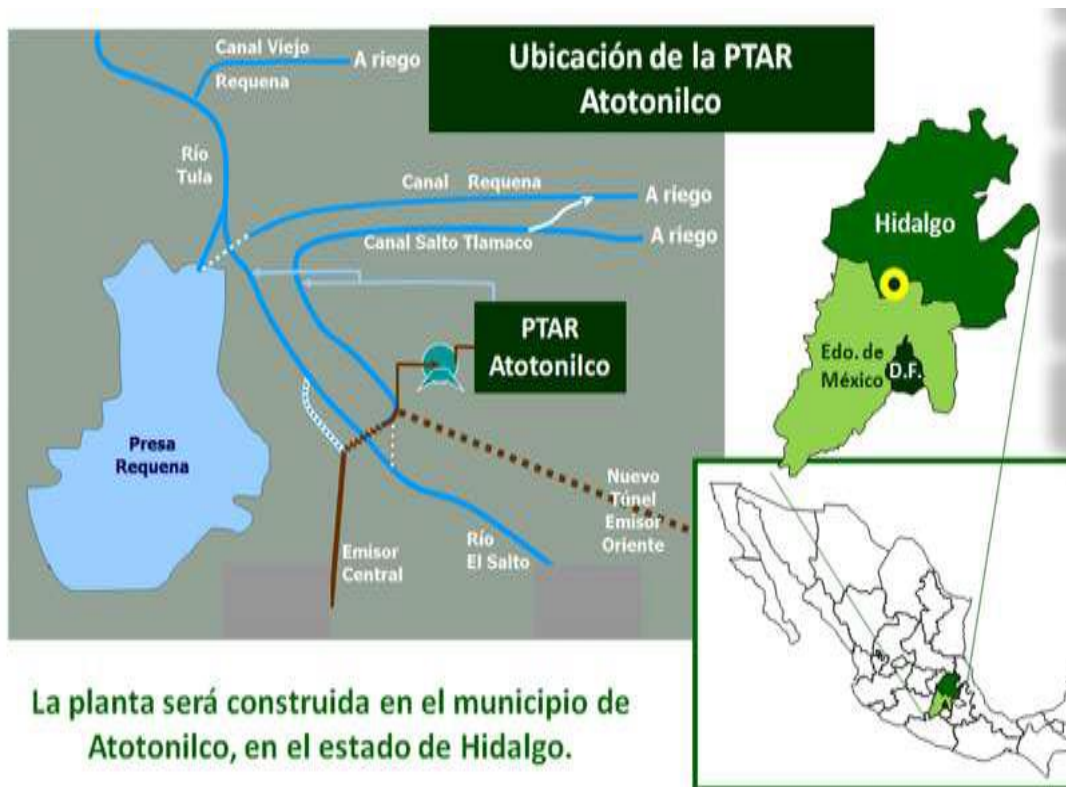 Ubicación de la PTAR
Atotonilco
Canal Viejo
Requena
A riego
Río
Tula
Canal Requena
A riego
Canal Salto Tlamaco
A riego
PTAR
Atotonilco
Presa
Requena
Nuevo
Túnel
Emisor
Oriente
Río
El Salto
Emisor
Central
Hidalgo
Edo. de
México
D.F.
La planta será construida en el municipio de
Atotonilco, en el estado de Hidalgo.